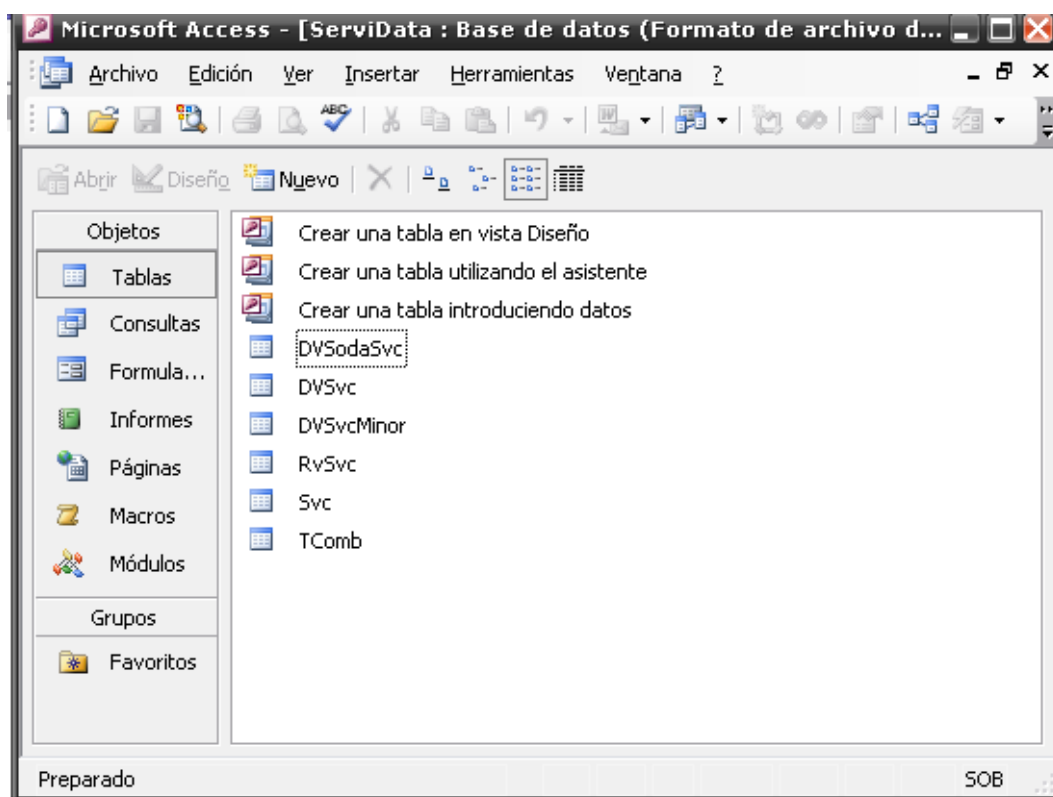 Microsoft Access - [ServiData : Base de datos (Formato de archivo d...
Archivo Edición Ver Insertar Herramientas Ventana ?
Abrir Diseño Nuevo
Objetos
Tablas
Consultas
Formula...
Informes
Páginas
Macros
Módulos
Grupos
Favoritos
Crear una tabla en vista Diseño
Crear una tabla utilizando el asistente
Crear una tabla introduciendo datos
DVSodaSvc
DVSvc
DVSvcMinor
RvSvc
Svc
TComb
Preparado
SOB